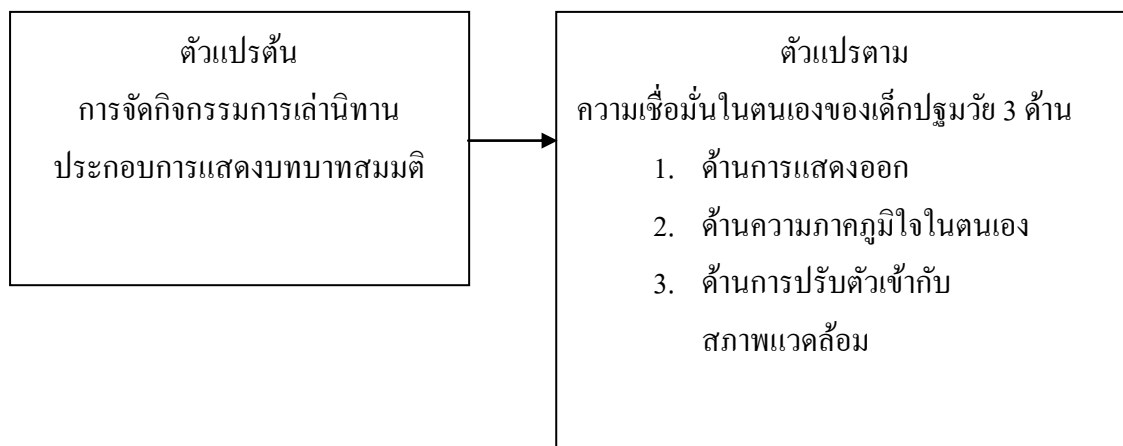 ตัวแปรต้น
การจัดกิจกรรมการเล่านิทาน
ประกอบการแสดงบทบาทสมมติ
ตัวแปรตาม
ความเชื่อมั่นในตนเองของเด็กปฐมวัย 3 ด้าน
1. ด้านการแสดงออก
2. ด้านความภาคภูมิใจในตนเอง
3. ด้านการปรับตัวเข้ากับ
สภาพแวดล้อม